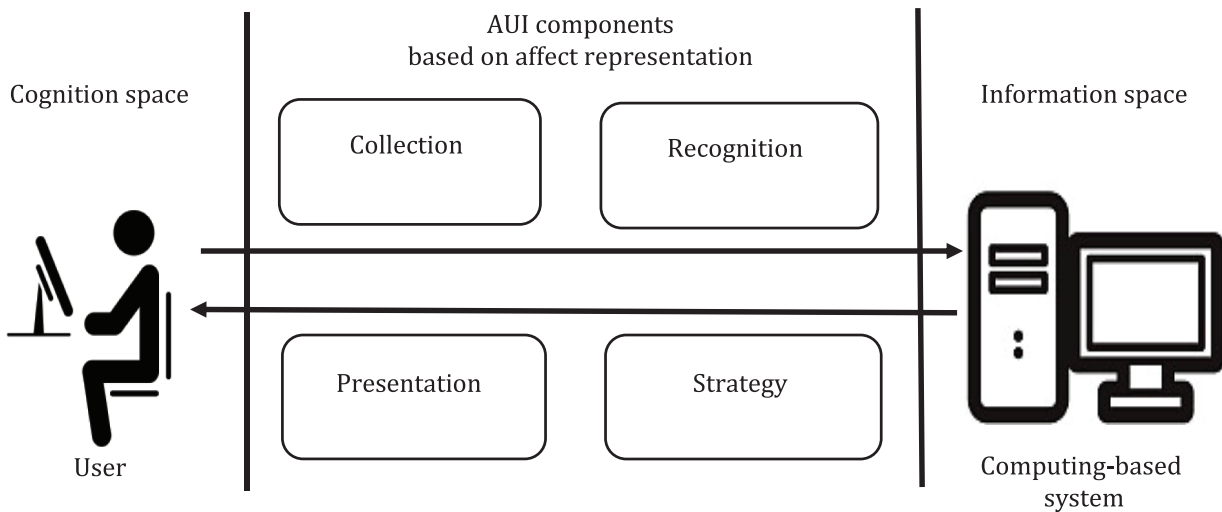 AUI components
based on affect representation
Cognition space
Information space
Collection
Recognition
Presentation
Strategy
User
Computing-based
system